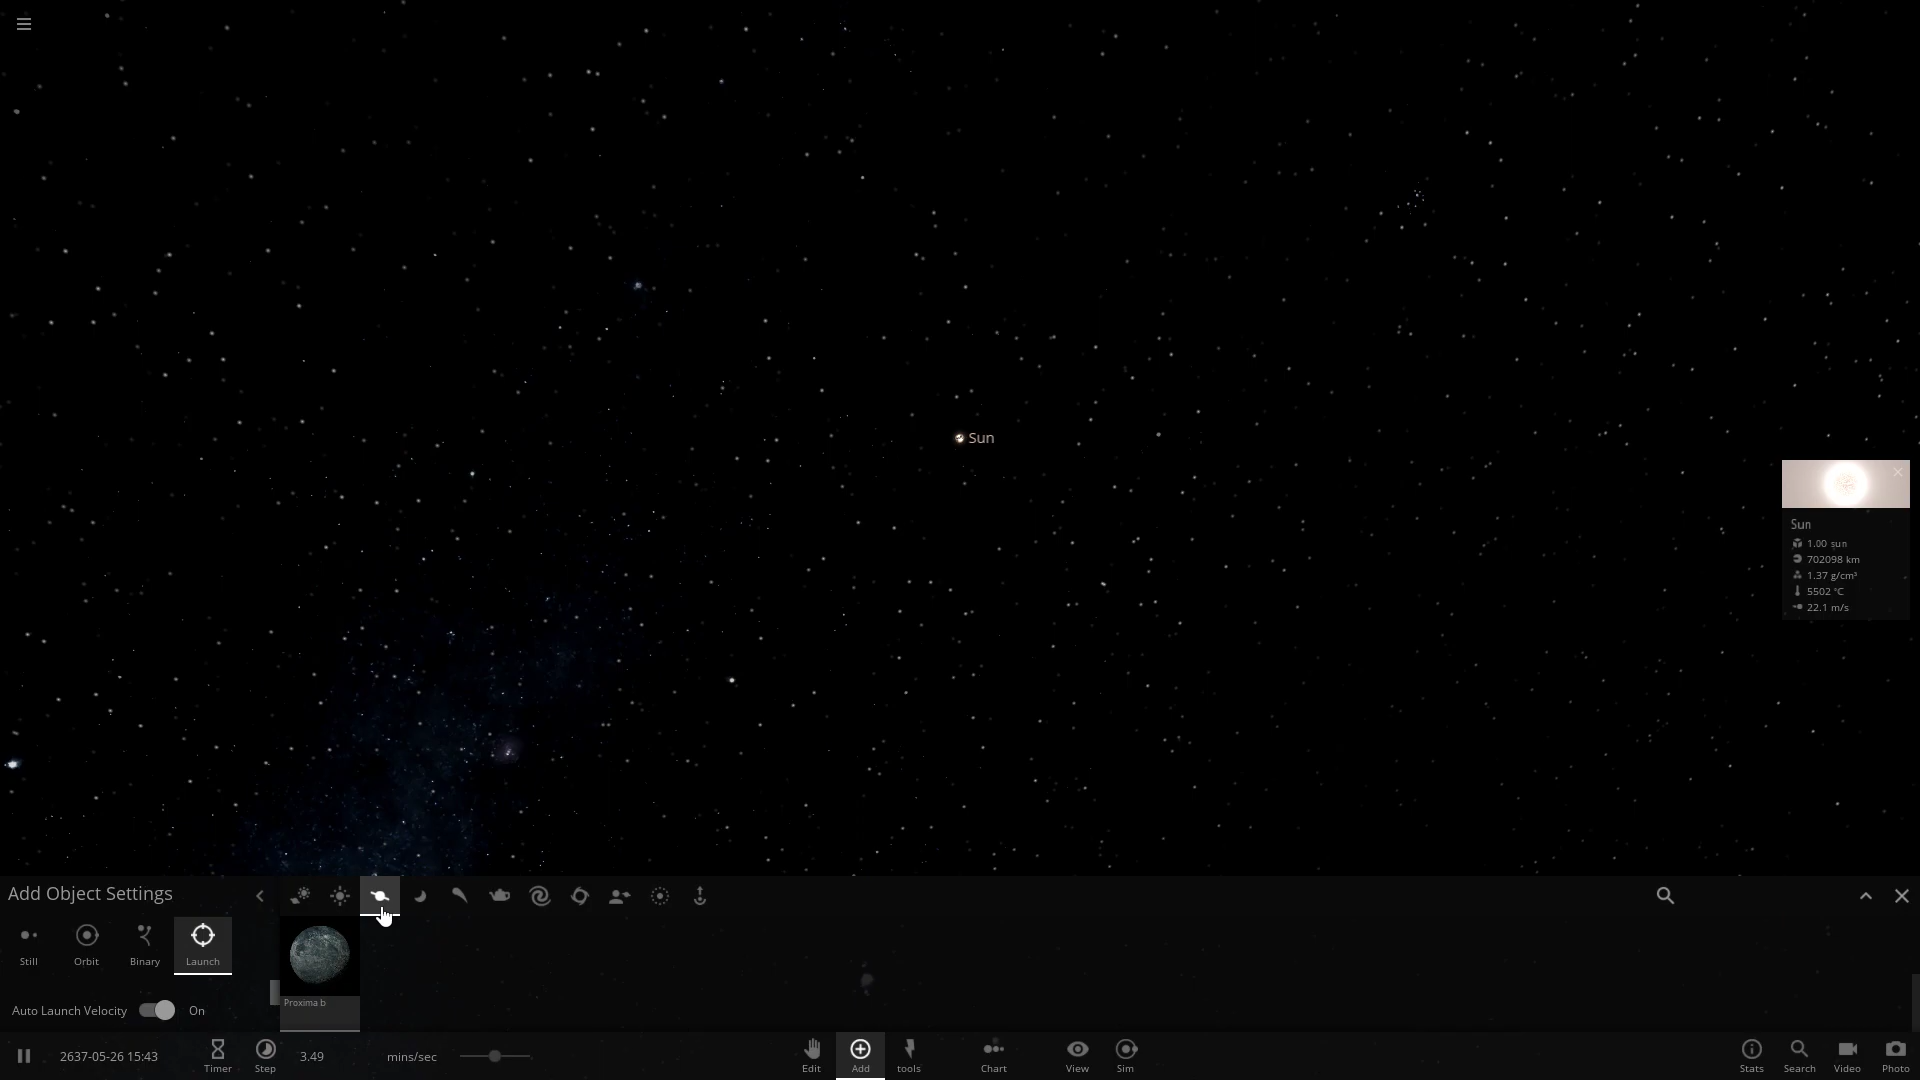 Sun
Sun
1.00 sun
702098 km
1.37 g/cm³
5502 °C
22.1 m/s
Add Object Settings
Still
Orbit
Binary
Launch
Auto Launch Velocity
On
Proxima b
2637-05-26 15:43
Timer
Step
3.49
mins/sec
Edit
Add
tools
Chart
View
Sim
Stats
Search
Video
Photo